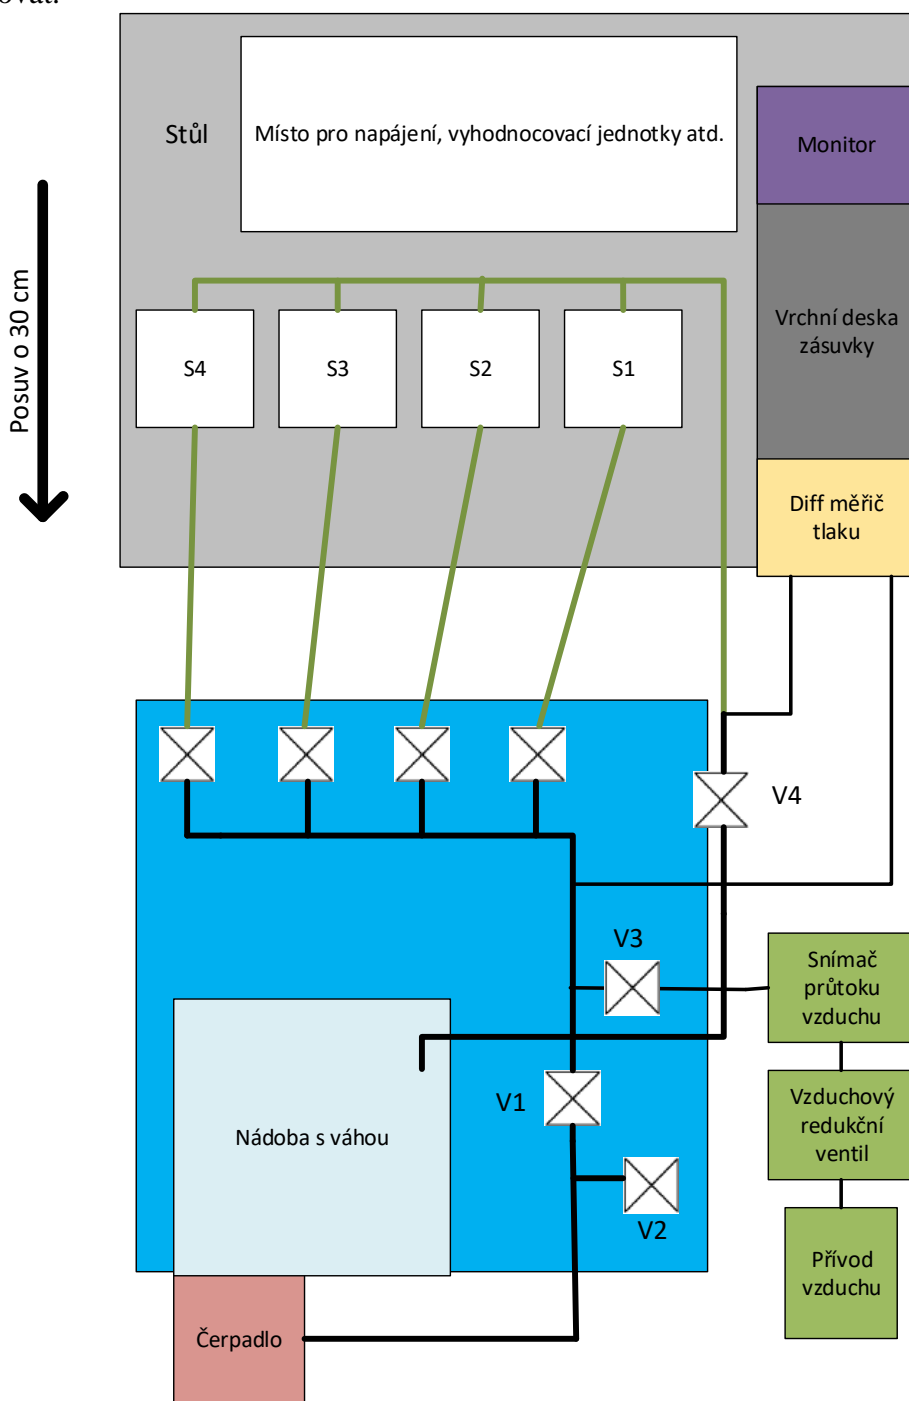 ovat.
Stůl
Místo pro napájení, vyhodnocovací jednotky atd.
Monitor
Posuv o 30 cm
Vrchní deska
zásuvky
S4
S3
S2
S1
Diff měřič
tlaku
V4
V3
Snímač
průtoku
vzduchu
V1
Vzduchový
redukční
ventil
Nádoba s váhou
V2
Přívod
vzduchu
Čerpadlo